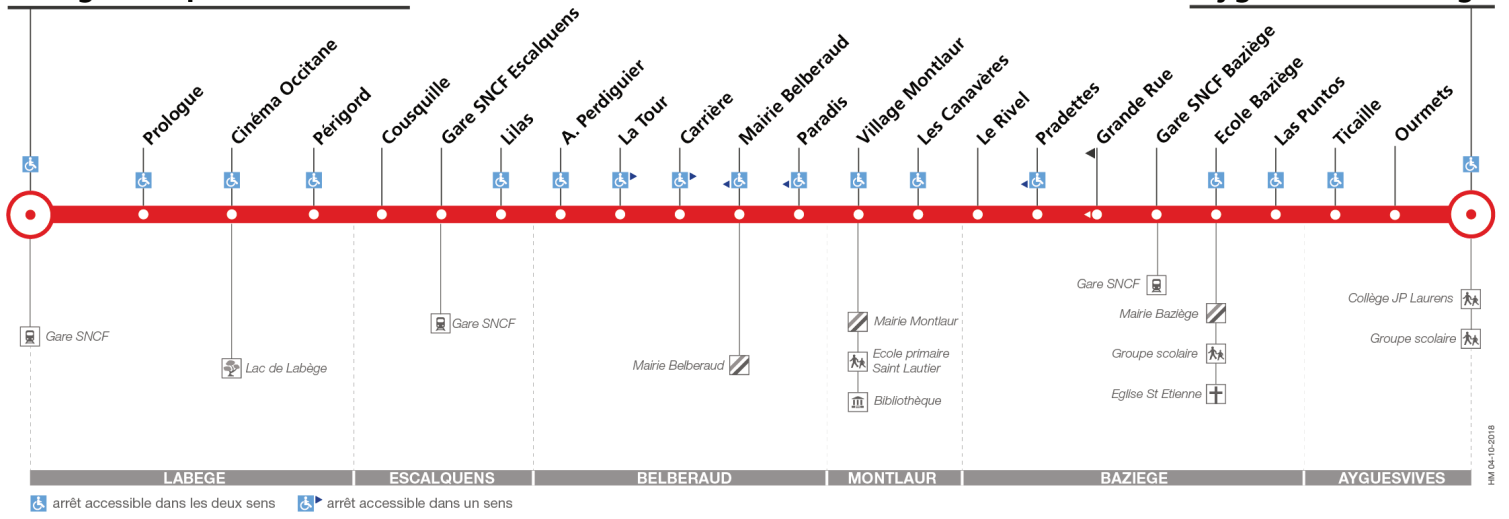 Prologue
Cinéma Occitane
Périgord
Cousquille
Gare SNCF Escalquens
Lilas
A. Perdiguier
La Tour
Carrière
Mairie Belberaud
Paradis
Village Montlaur
Les Canavères
Le Rivel
Pradettes
Grande Rue
Gare SNCF Baziège
Ecole Baziège
Las Puntos
Ticaille
Ourmets
Gare SNCF
Lac de Labège
Gare SNCF
Mairie Belberaud
Mairie Montlaur
Ecole primaire
Saint Lautier
Bibliothèque
Gare SNCF
Mairie Baziège
Groupe scolaire
Eglise St Etienne
Collège JP Laurens
Groupe scolaire
LABEGE
ESCALQUENS
BELBERAUD
MONTLAUR
BAZIEGE
AYGUESVIVES
arrêt accessible dans les deux sens
arrêt accessible dans un sens
HM 04-10-2018